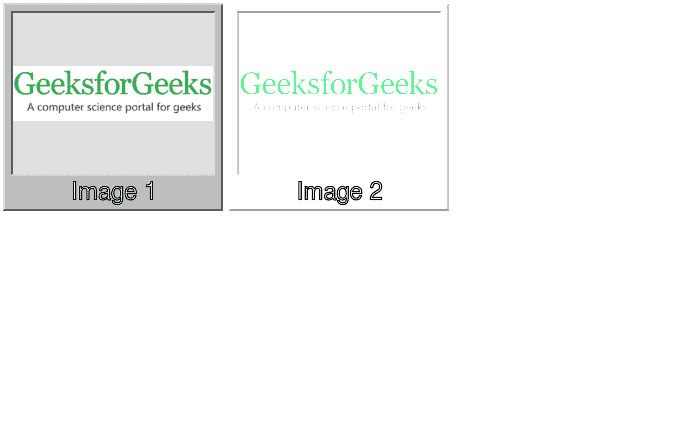 GeeksforGeeks
A computer science portal for geeks
Image 1
GeeksforGeeks
A computer science portal for geeks
Image 2